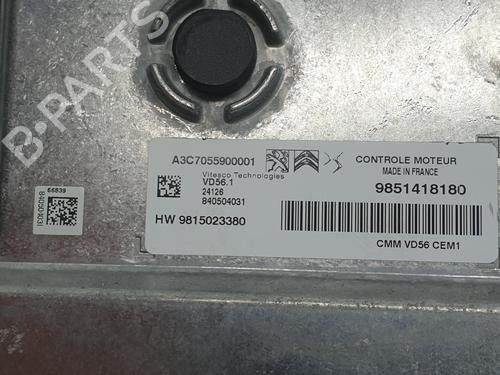 B-PARTS
66839
840504031
A3C7055900001
Vitesco Technologies
VD56.1
24126
840504031
HW 9815023380
CONTROLE MOTEUR
MADE IN FRANCE
9851418180
CMM VD56 CEM1